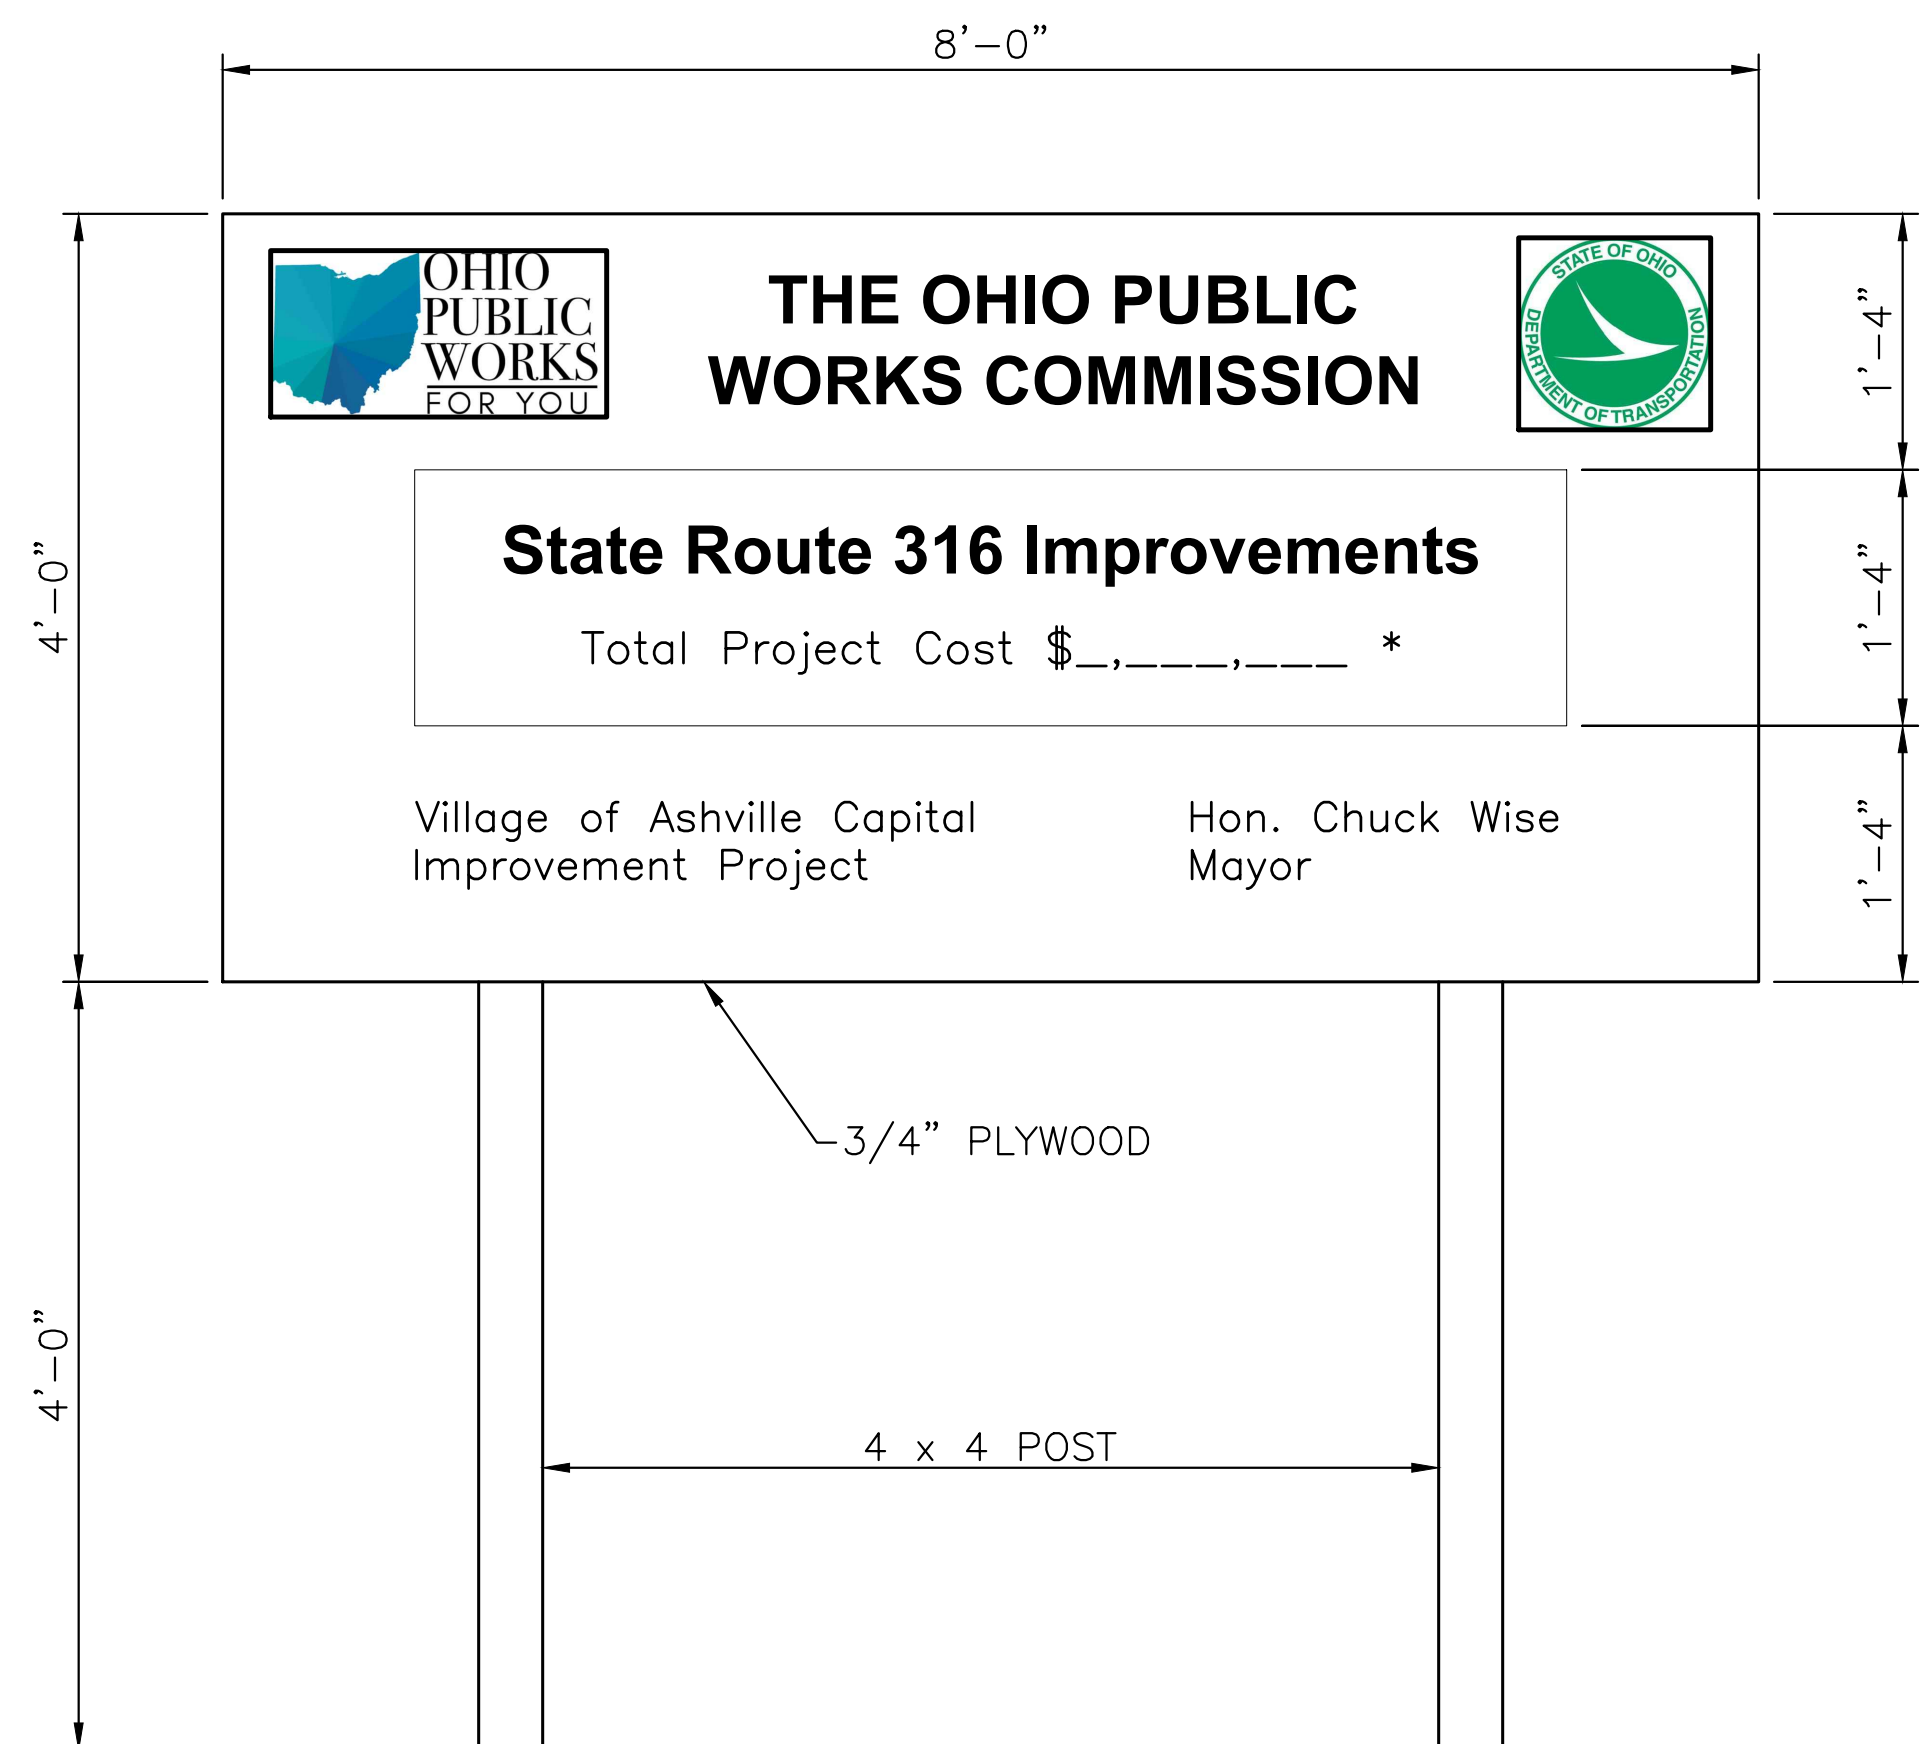 8'-0"
OHIO
PUBLIC
WORKS
FOR YOU
THE OHIO PUBLIC
WORKS COMMISSION
STATE OF OHIO
DEPARTMENT OF TRANSPORTATION
1'-4"
4'-0"
State Route 316 Improvements
Total Project Cost $_,___,___ *
1'-4"
Village of Ashville Capital
Improvement Project
Hon. Chuck Wise
Mayor
1'-4"
3/4" PLYWOOD
4'-0"
4 x 4 POST